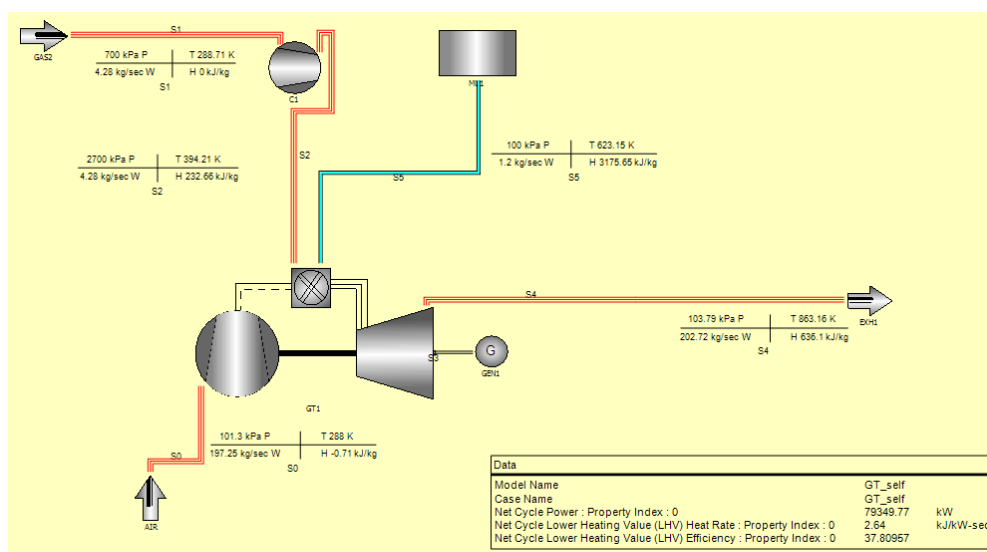 S1
GAS2
700 kPa P T 288.71 K
4.28 kg/sec W H 0 kJ/kg
S1
C1
ML1
2700 kPa P T 394.21 K
4.28 kg/sec W H 232.66 kJ/kg
S2
S2
100 kPa P T 623.15 K
1.2 kg/sec W H 3175.65 kJ/kg
S5
S5
S4
103.79 kPa P T 863.16 K
202.72 kg/sec W H 636.1 kJ/kg
S4
EXH1
S3
G
GEN1
GT1
101.3 kPa P T 288 K
197.25 kg/sec W H -0.71 kJ/kg
S0
S0
AIR
Data
Model Name GT_self
Case Name GT_self
Net Cycle Power : Property Index : 0 79349.77 kW
Net Cycle Lower Heating Value (LHV) Heat Rate : Property Index : 0 2.64 kJ/kW-sec
Net Cycle Lower Heating Value (LHV) Efficiency : Property Index : 0 37.80957